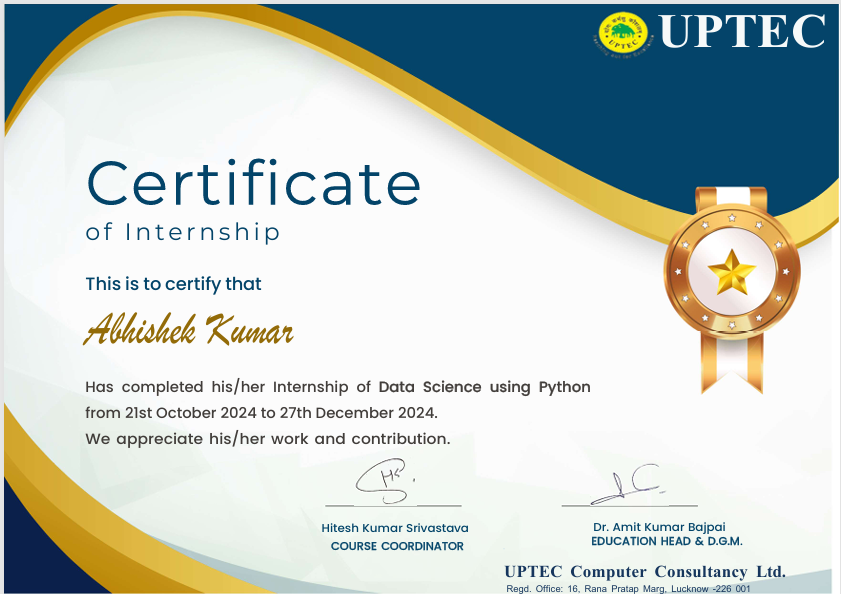 UPTEC
UPTEC
Certificate
of Internship
This is to certify that
Abhishek Kumar
Has completed his/her Internship of Data Science using Python
from 21st October 2024 to 27th December 2024.
We appreciate his/her work and contribution.
Hitesh Kumar Srivastava
COURSE COORDINATOR
Dr. Amit Kumar Bajpai
EDUCATION HEAD & D.G.M.
UPTEC Computer Consultancy Ltd.
Regd. Office: 16, Rana Pratap Marg, Lucknow -226 001